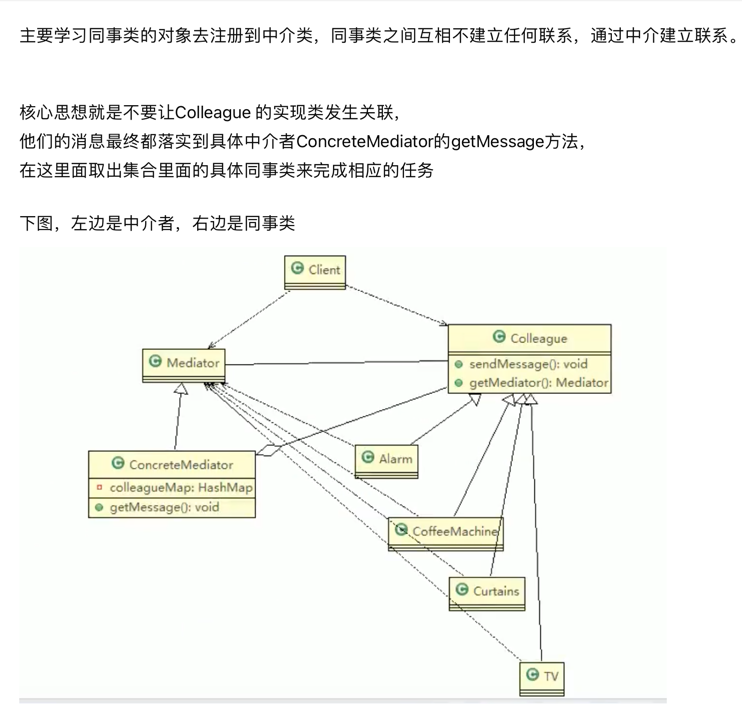 主要学习同事类的对象去注册到中介类，同事类之间互相不建立任何联系，通过中介建立联系。
核心思想就是不要让Colleague 的实现类发生关联，
他们的消息最终都落实到具体中介者ConcreteMediator的getMessage方法，
在这里面取出集合里面的具体同事类来完成相应的任务
下图，左边是中介者，右边是同事类
Client
Colleague
sendMessage(): void
getMediator(): Mediator
Mediator
ConcreteMediator
colleagueMap: HashMap
getMessage(): void
Alarm
CoffeeMachine
Curtains
TV